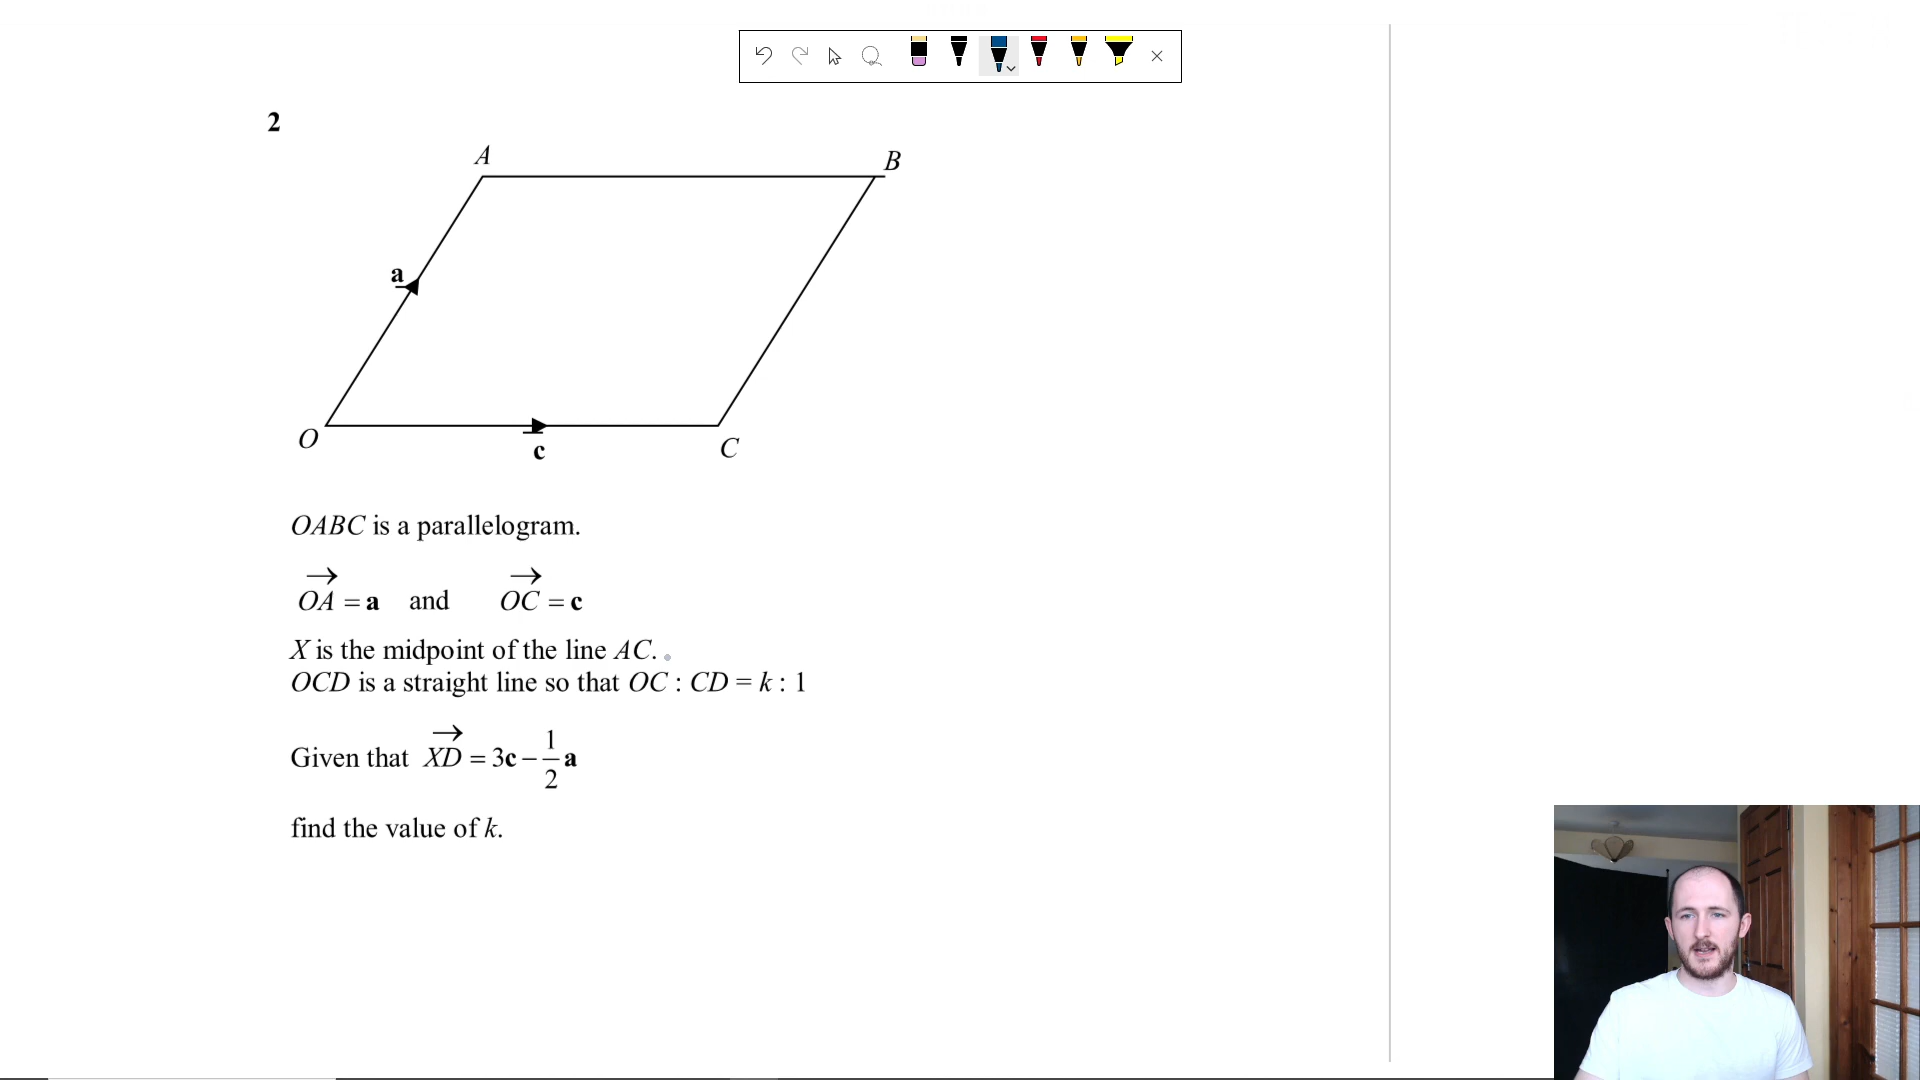 2
A
B
a
O
c
C
OABC is a parallelogram.
→ →
OA = a and OC = c
X is the midpoint of the line AC.
OCD is a straight line so that OC : CD = k : 1
→
Given that XD = 3c − 1/2 a
find the value of k.